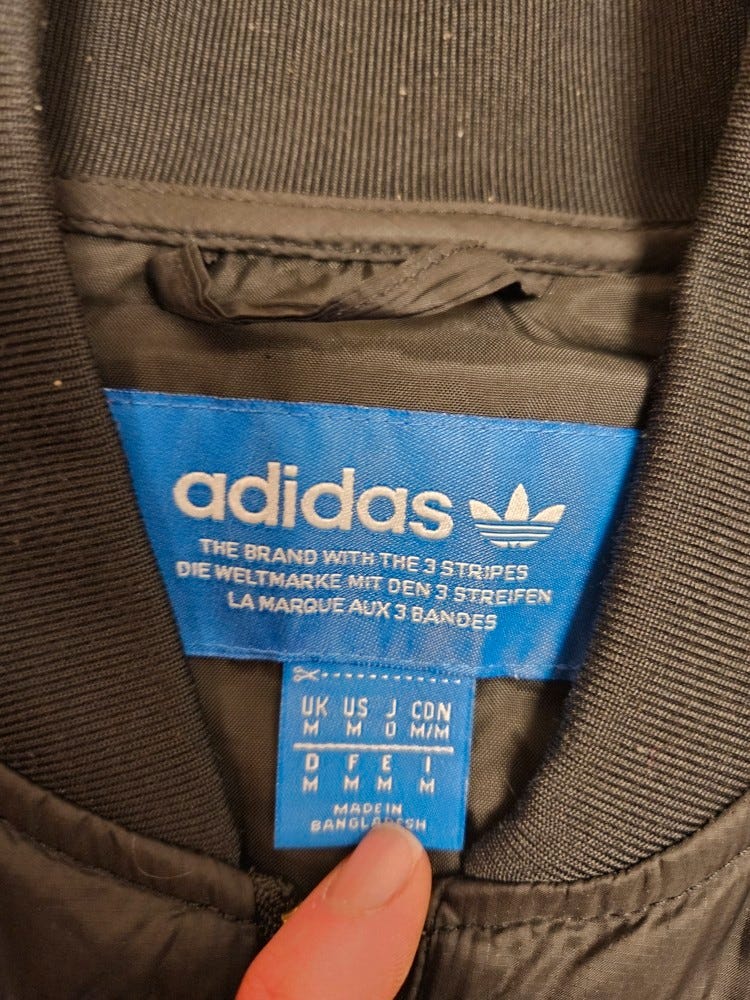 adidas
THE BRAND WITH THE 3 STRIPES
DIE WELTMARKE MIT DEN 3 STREIFEN
LA MARQUE AUX 3 BANDES
UK US J CDN
M M O M/M
D F E I
M M M M
MADE IN
BANGLADESH